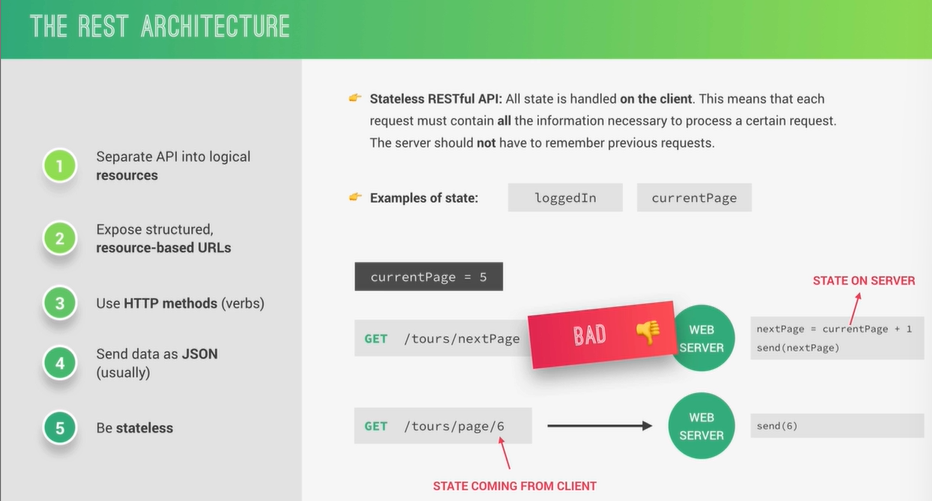 THE REST ARCHITECTURE
1
Separate API into logical
resources
2
Expose structured,
resource-based URLs
3
Use HTTP methods (verbs)
4
Send data as JSON
(usually)
5
Be stateless
Stateless RESTful API: All state is handled on the client. This means that each
request must contain all the information necessary to process a certain request.
The server should not have to remember previous requests.
Examples of state:
loggedIn
currentPage
currentPage = 5
STATE ON SERVER
GET /tours/nextPage
BAD
WEB
SERVER
nextPage = currentPage + 1
send(nextPage)
GET /tours/page/6
WEB
SERVER
send(6)
STATE COMING FROM CLIENT